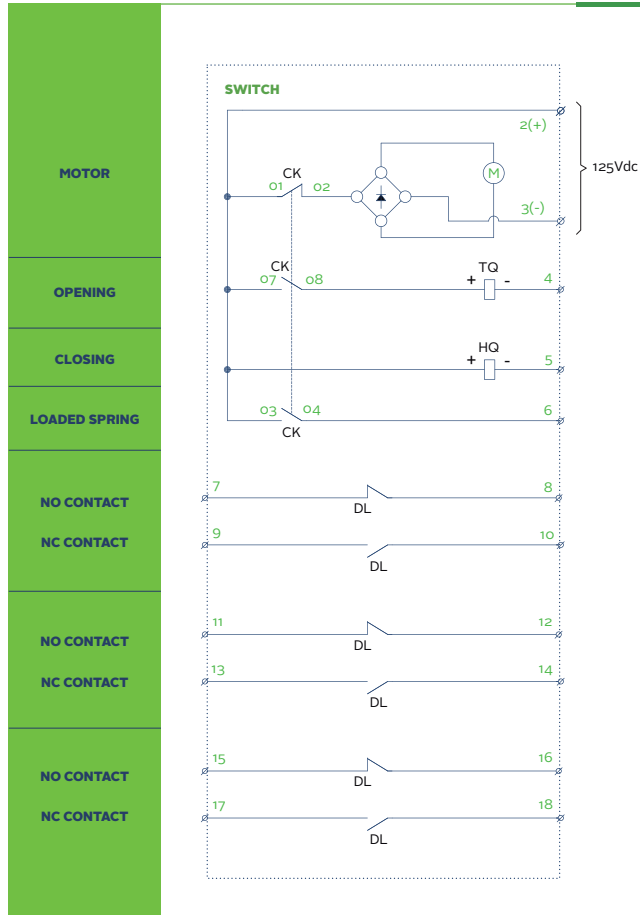 SWITCH
2(+)
125Vdc
MOTOR
CK
01 02
M
3(-)
OPENING
CK
07 08
TQ
+ -
4
CLOSING
HQ
+ -
5
LOADED SPRING
03 04
CK
6
NO CONTACT
7
DL
8
NC CONTACT
9
DL
10
NO CONTACT
11
DL
12
NC CONTACT
13
DL
14
NO CONTACT
15
DL
16
NC CONTACT
17
DL
18